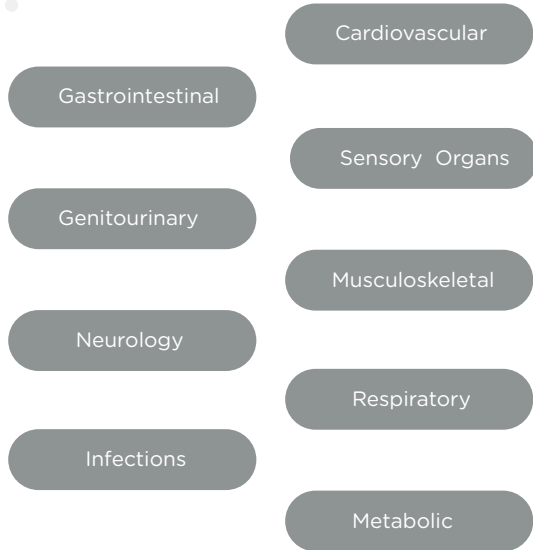 Cardiovascular
Gastrointestinal
Sensory Organs
Genitourinary
Musculoskeletal
Neurology
Respiratory
Infections
Metabolic